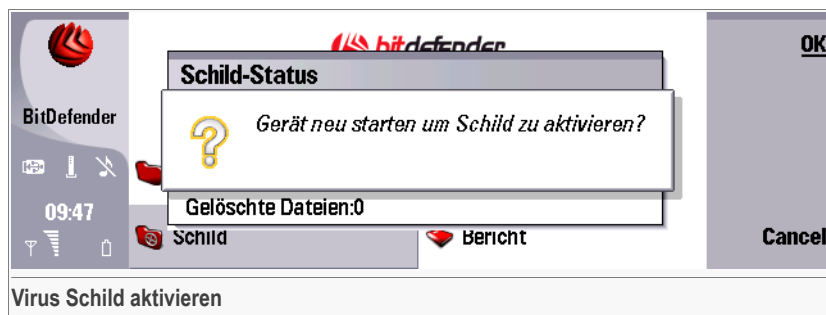 bitdefender
OK
Schild-Status
BitDefender
Gerät neu starten um Schild zu aktivieren?
09:47
Gelöschte Dateien:0
Schild
Bericht
Cancel
Virus Schild aktivieren